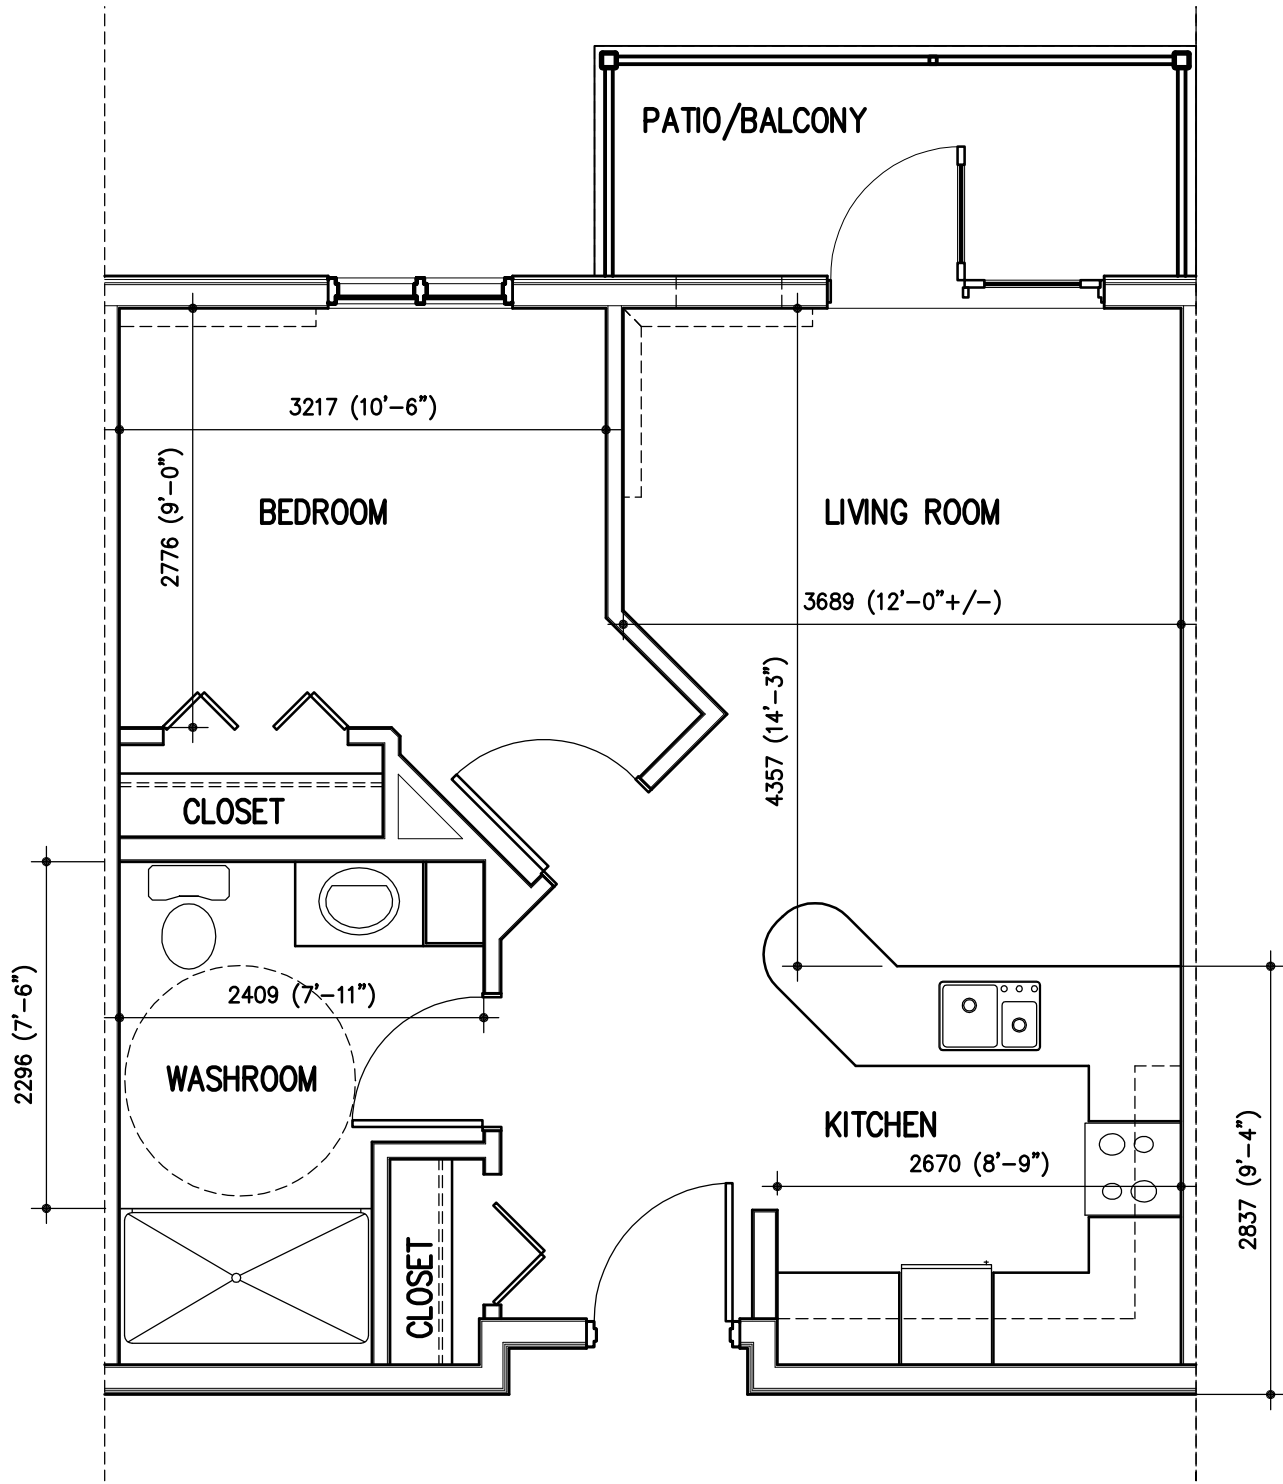 PATIO/BALCONY
3217 (10'-6")
2776 (9'-0")
BEDROOM
LIVING ROOM
3689 (12'-0"+/-)
4357 (14'-3")
CLOSET
2409 (7'-11")
2296 (7'-6")
WASHROOM
KITCHEN
2670 (8'-9")
2837 (9'-4")
CLOSET